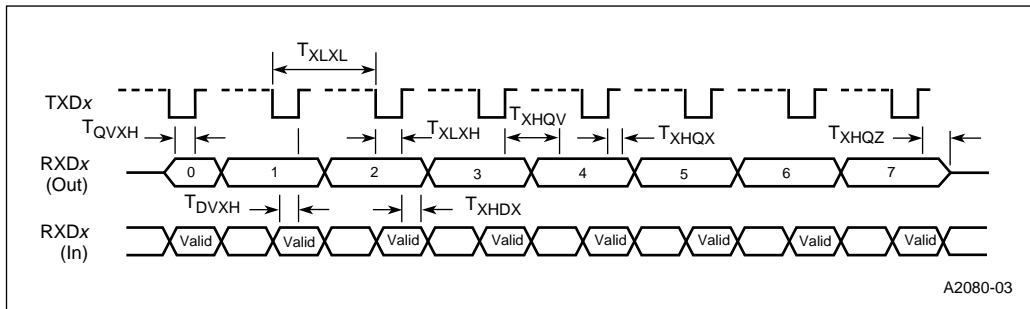 TXLXL
TXDx
TQVXH
TXLXH
TXHQV
TXHQX
TXHQZ
RXDx
(Out)
0 1 2 3 4 5 6 7
TDVXH
TXHDX
RXDx
(In)
Valid Valid Valid Valid Valid Valid Valid Valid
A2080-03